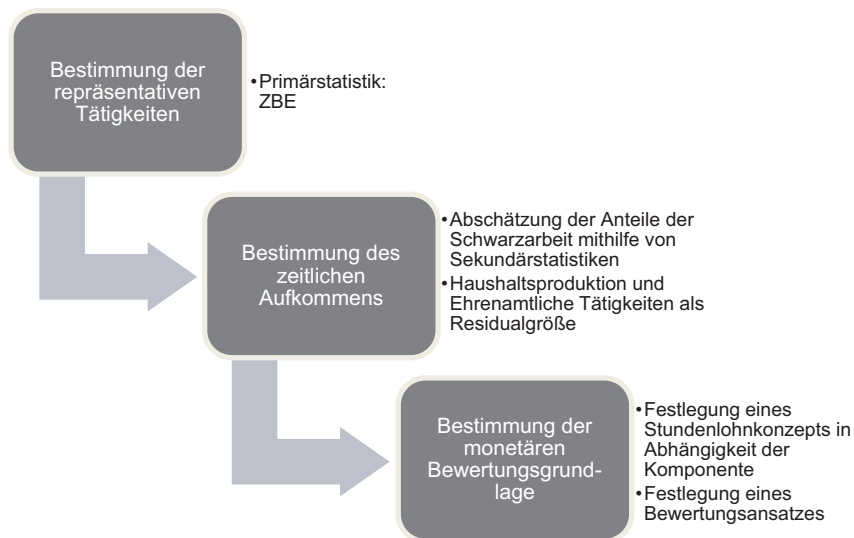 Bestimmung der
repräsentativen
Tätigkeiten
•Primärstatistik:
ZBE
Bestimmung des
zeitlichen
Aufkommens
•Abschätzung der Anteile der
Schwarzarbeit mithilfe von
Sekundärstatistiken
•Haushaltsproduktion und
Ehrenamtliche Tätigkeiten als
Residualgröße
Bestimmung der
monetären
Bewertungsgrund-
lage
•Festlegung eines
Stundenlohnkonzepts in
Abhängigkeit der
Komponente
•Festlegung eines
Bewertungsansatzes